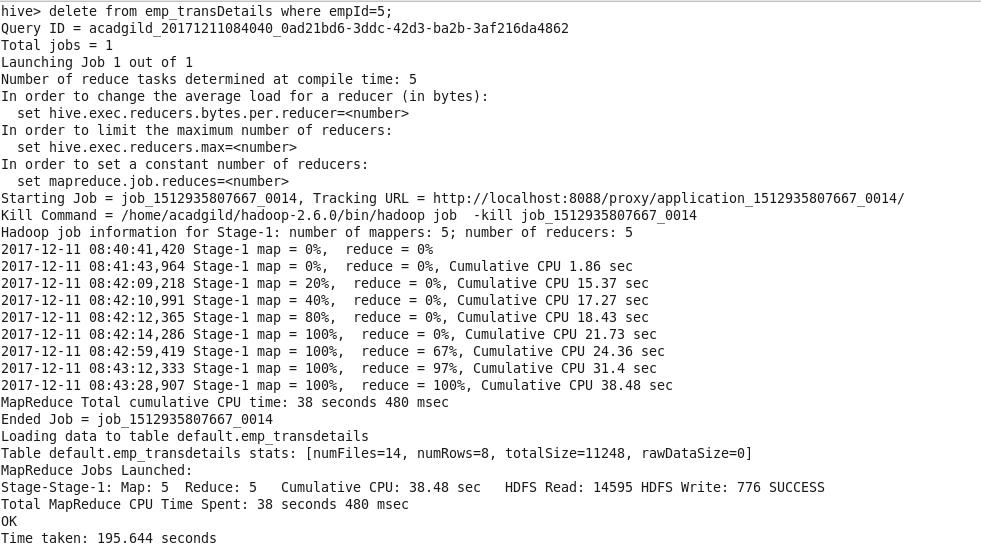 hive> delete from emp_transDetails where empId=5;
Query ID = acadgild_20171211084040_0ad21bd6-3ddc-42d3-ba2b-3af216da4862
Total jobs = 1
Launching Job 1 out of 1
Number of reduce tasks determined at compile time: 5
In order to change the average load for a reducer (in bytes):
  set hive.exec.reducers.bytes.per.reducer=<number>
In order to limit the maximum number of reducers:
  set hive.exec.reducers.max=<number>
In order to set a constant number of reducers:
  set mapreduce.job.reduces=<number>
Starting Job = job_1512935807667_0014, Tracking URL = http://localhost:8088/proxy/application_1512935807667_0014/
Kill Command = /home/acadgild/hadoop-2.6.0/bin/hadoop job  -kill job_1512935807667_0014
Hadoop job information for Stage-1: number of mappers: 5; number of reducers: 5
2017-12-11 08:40:41,420 Stage-1 map = 0%,  reduce = 0%
2017-12-11 08:41:43,964 Stage-1 map = 0%,  reduce = 0%, Cumulative CPU 1.86 sec
2017-12-11 08:42:09,218 Stage-1 map = 20%,  reduce = 0%, Cumulative CPU 15.37 sec
2017-12-11 08:42:10,991 Stage-1 map = 40%,  reduce = 0%, Cumulative CPU 17.27 sec
2017-12-11 08:42:12,365 Stage-1 map = 80%,  reduce = 0%, Cumulative CPU 18.43 sec
2017-12-11 08:42:14,286 Stage-1 map = 100%,  reduce = 0%, Cumulative CPU 21.73 sec
2017-12-11 08:42:59,419 Stage-1 map = 100%,  reduce = 67%, Cumulative CPU 24.36 sec
2017-12-11 08:43:12,333 Stage-1 map = 100%,  reduce = 97%, Cumulative CPU 31.4 sec
2017-12-11 08:43:28,907 Stage-1 map = 100%,  reduce = 100%, Cumulative CPU 38.48 sec
MapReduce Total cumulative CPU time: 38 seconds 480 msec
Ended Job = job_1512935807667_0014
Loading data to table default.emp_transdetails
Table default.emp_transdetails stats: [numFiles=14, numRows=8, totalSize=11248, rawDataSize=0]
MapReduce Jobs Launched:
Stage-Stage-1: Map: 5  Reduce: 5   Cumulative CPU: 38.48 sec   HDFS Read: 14595 HDFS Write: 776 SUCCESS
Total MapReduce CPU Time Spent: 38 seconds 480 msec
OK
Time taken: 195.644 seconds